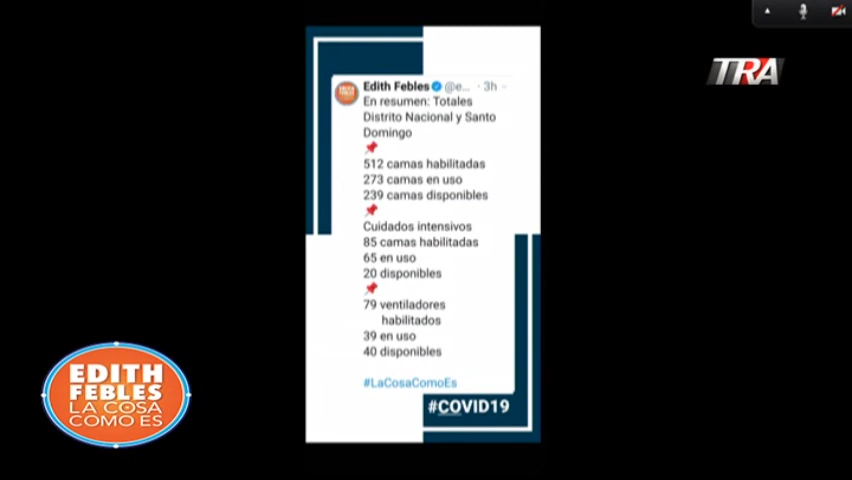 TRA
EDITH FEBLES
Edith Febles @e... · 3h
En resumen: Totales
Distrito Nacional y Santo
Domingo
512 camas habilitadas
273 camas en uso
239 camas disponibles
Cuidados intensivos
85 camas habilitadas
65 en uso
20 disponibles
79 ventiladores
habilitados
39 en uso
40 disponibles
#LaCosaComoEs
#COVID19
EDITH
FEBLES
LA COSA
COMO ES